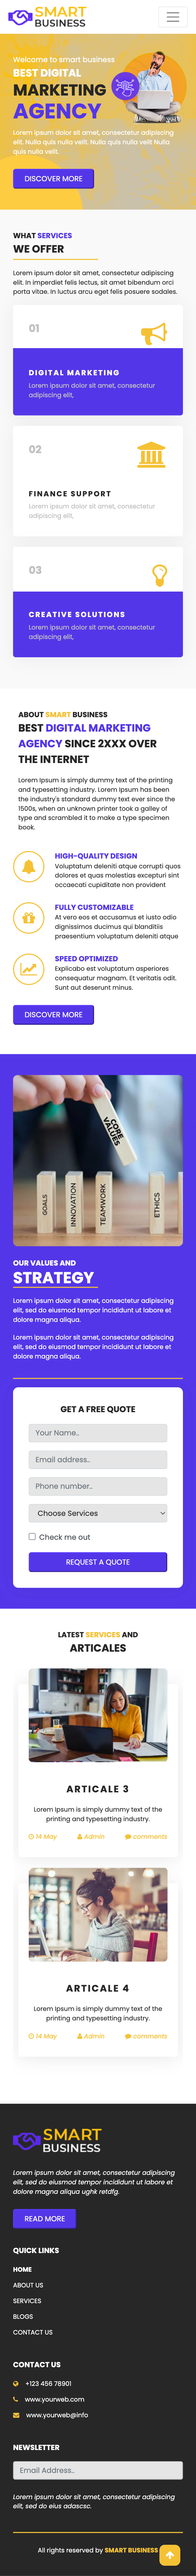 SMART
BUSINESS
Welcome to smart business
BEST DIGITAL
MARKETING
AGENCY
Lorem ipsum dolor sit amet, consectetur adipiscing
elit. Nulla quis nulla velit. Nulla quis nulla velit Nulla
quis nulla velit.
DISCOVER MORE
WHAT SERVICES
WE OFFER
Lorem ipsum dolor sit amet, consectetur adipiscing
elit. In imperdiet felis lectus, sit amet bibendum orci
porta vitae. In luctus arcu eget felis posuere sodales.
01
DIGITAL MARKETING
Lorem ipsum dolor sit amet, consectetur
adipiscing elit,
02
FINANCE SUPPORT
Lorem ipsum dolor sit amet, consectetur
adipiscing elit,
03
CREATIVE SOLUTIONS
Lorem ipsum dolor sit amet, consectetur
adipiscing elit,
ABOUT SMART BUSINESS
BEST DIGITAL MARKETING
AGENCY SINCE 2XXX OVER
THE INTERNET
Lorem Ipsum is simply dummy text of the printing
and typesetting industry. Lorem Ipsum has been
the industry's standard dummy text ever since the
1500s, when an unknown printer took a galley of
type and scrambled it to make a type specimen
book.
HIGH-QUALITY DESIGN
Voluptatum deleniti atque corrupti quos
dolores et quas molestias excepturi sint
occaecati cupiditate non provident
FULLY CUSTOMIZABLE
At vero eos et accusamus et iusto odio
dignissimos ducimus qui blanditiis
praesentium voluptatum deleniti atque
SPEED OPTIMIZED
Explicabo est voluptatum asperiores
consequatur magnam. Et veritatis odit.
Sunt aut deserunt minus.
DISCOVER MORE
CORE
VALUES
GOALS
INNOVATION
TEAMWORK
ETHICS
OUR VALUES AND
STRATEGY
Lorem ipsum dolor sit amet, consectetur adipiscing
elit, sed do eiusmod tempor incididunt ut labore et
dolore magna aliqua.
Lorem ipsum dolor sit amet, consectetur adipiscing
elit, sed do eiusmod tempor incididunt ut labore et
dolore magna aliqua.
GET A FREE QUOTE
Your Name..
Email address..
Phone number..
Choose Services
Check me out
REQUEST A QUOTE
LATEST SERVICES AND
ARTICALES
ARTICALE 3
Lorem Ipsum is simply dummy text of the
printing and typesetting industry.
14 May Admin comments
ARTICALE 4
Lorem Ipsum is simply dummy text of the
printing and typesetting industry.
14 May Admin comments
SMART
BUSINESS
Lorem ipsum dolor sit amet, consectetur adipiscing
elit, sed do eiusmod tempor incididunt ut labore et
dolore magna aliqua ughk retdfg.
READ MORE
QUICK LINKS
HOME
ABOUT US
SERVICES
BLOGS
CONTACT US
CONTACT US
+123 456 78901
www.yourweb.com
www.yourweb@info
NEWSLETTER
Email Address..
Lorem ipsum dolor sit amet, consectetur adipiscing
elit, sed do eius adascsc.
All rights reserved by SMART BUSINESS